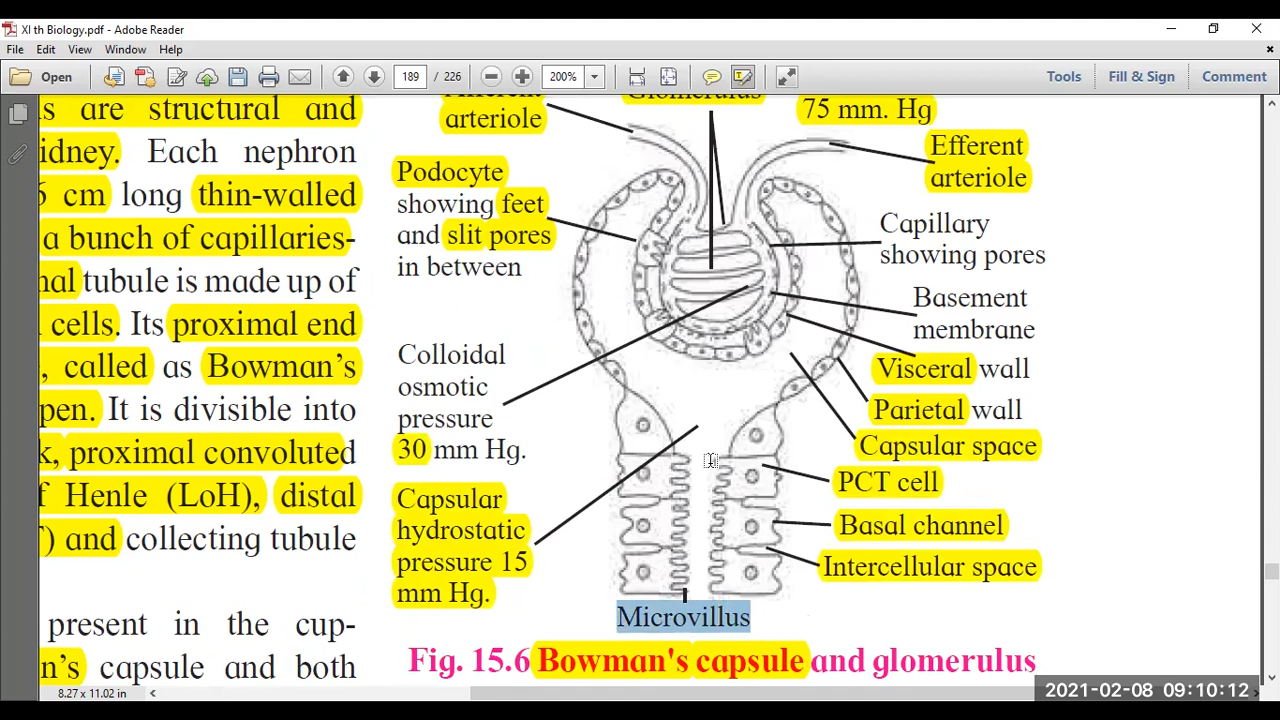 XI th Biology.pdf - Adobe Reader
File Edit View Window Help
Open 189 / 226 200% Tools Fill & Sign Comment
s are structural and
idney. Each nephron
6 cm long thin-walled
a bunch of capillaries-
nal tubule is made up of
cells. Its proximal end
, called as Bowman's
pen. It is divisible into
k, proximal convoluted
f Henle (LoH), distal
T) and collecting tubule
present in the cup-
n's capsule and both
Afferent
arteriole
Glomerulus
75 mm. Hg
Efferent
arteriole
Podocyte
showing feet
and slit pores
in between
Capillary
showing pores
Basement
membrane
Colloidal
osmotic
pressure
30 mm Hg.
Visceral wall
Parietal wall
Capsular space
PCT cell
Capsular
hydrostatic
pressure 15
mm Hg.
Basal channel
Intercellular space
Microvillus
Fig. 15.6 Bowman's capsule and glomerulus
8.27 x 11.02 in
2021-02-08 09:10:12